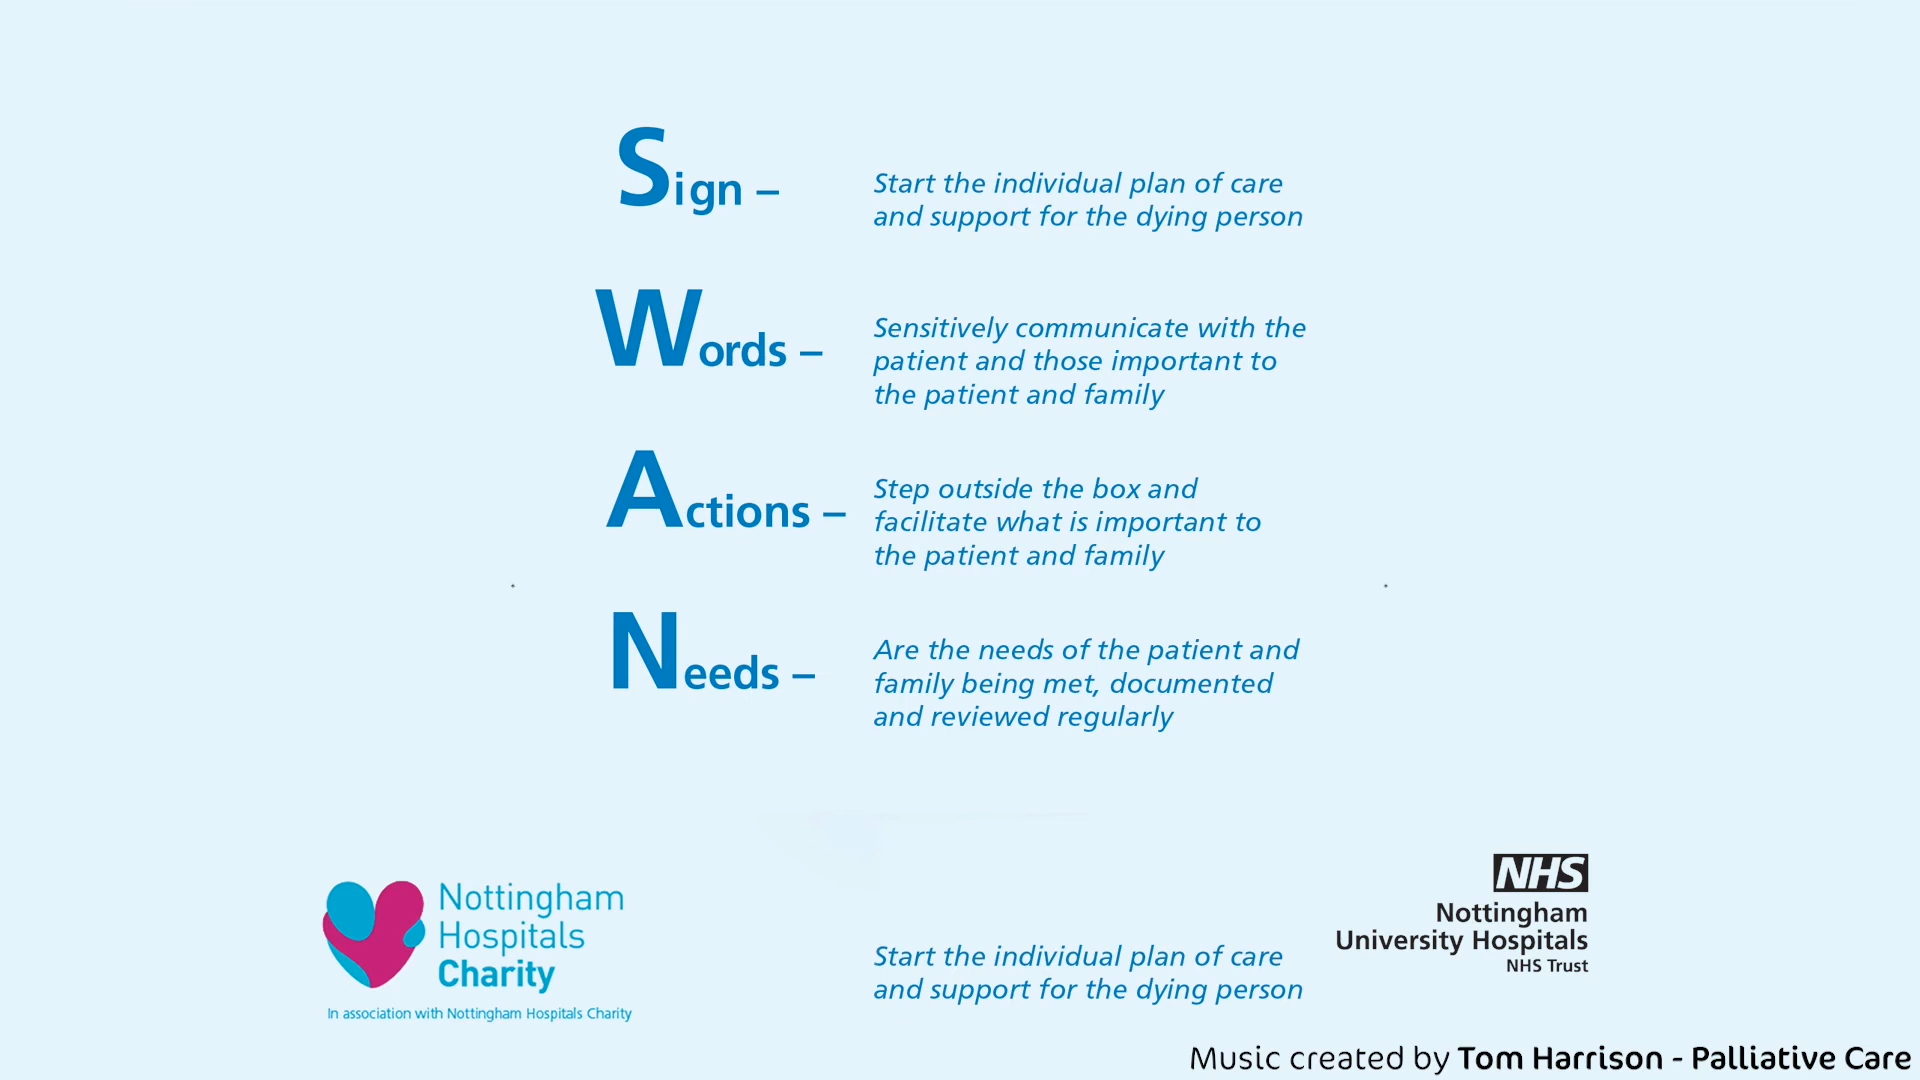 Sign –
Start the individual plan of care
and support for the dying person
Words –
Sensitively communicate with the
patient and those important to
the patient and family
Actions –
Step outside the box and
facilitate what is important to
the patient and family
Needs –
Are the needs of the patient and
family being met, documented
and reviewed regularly
Nottingham
Hospitals
Charity
In association with Nottingham Hospitals Charity
Start the individual plan of care
and support for the dying person
NHS
Nottingham
University Hospitals
NHS Trust
Music created by Tom Harrison - Palliative Care